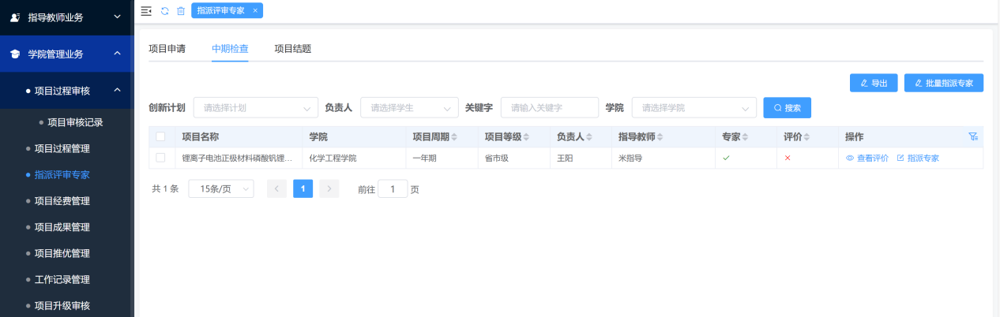 指导教师业务
学院管理业务
项目过程审核
项目审核记录
项目过程管理
指派评审专家
项目经费管理
项目成果管理
项目推优管理
工作记录管理
项目升级审核
指派评审专家 ×
项目申请 中期检查 项目结题
导出 批量指派专家
创新计划 请选择计划 负责人 请选择学生 关键字 请输入关键字 学院 请选择学院 搜索
项目名称 学院 项目周期 项目等级 负责人 指导教师 专家 评价 操作
锂离子电池正极材料磷酸钒锂... 化学工程学院 一年期 省市级 王阳 米指导 查看评价 指派专家
共 1 条 15条/页 1 前往 1 页